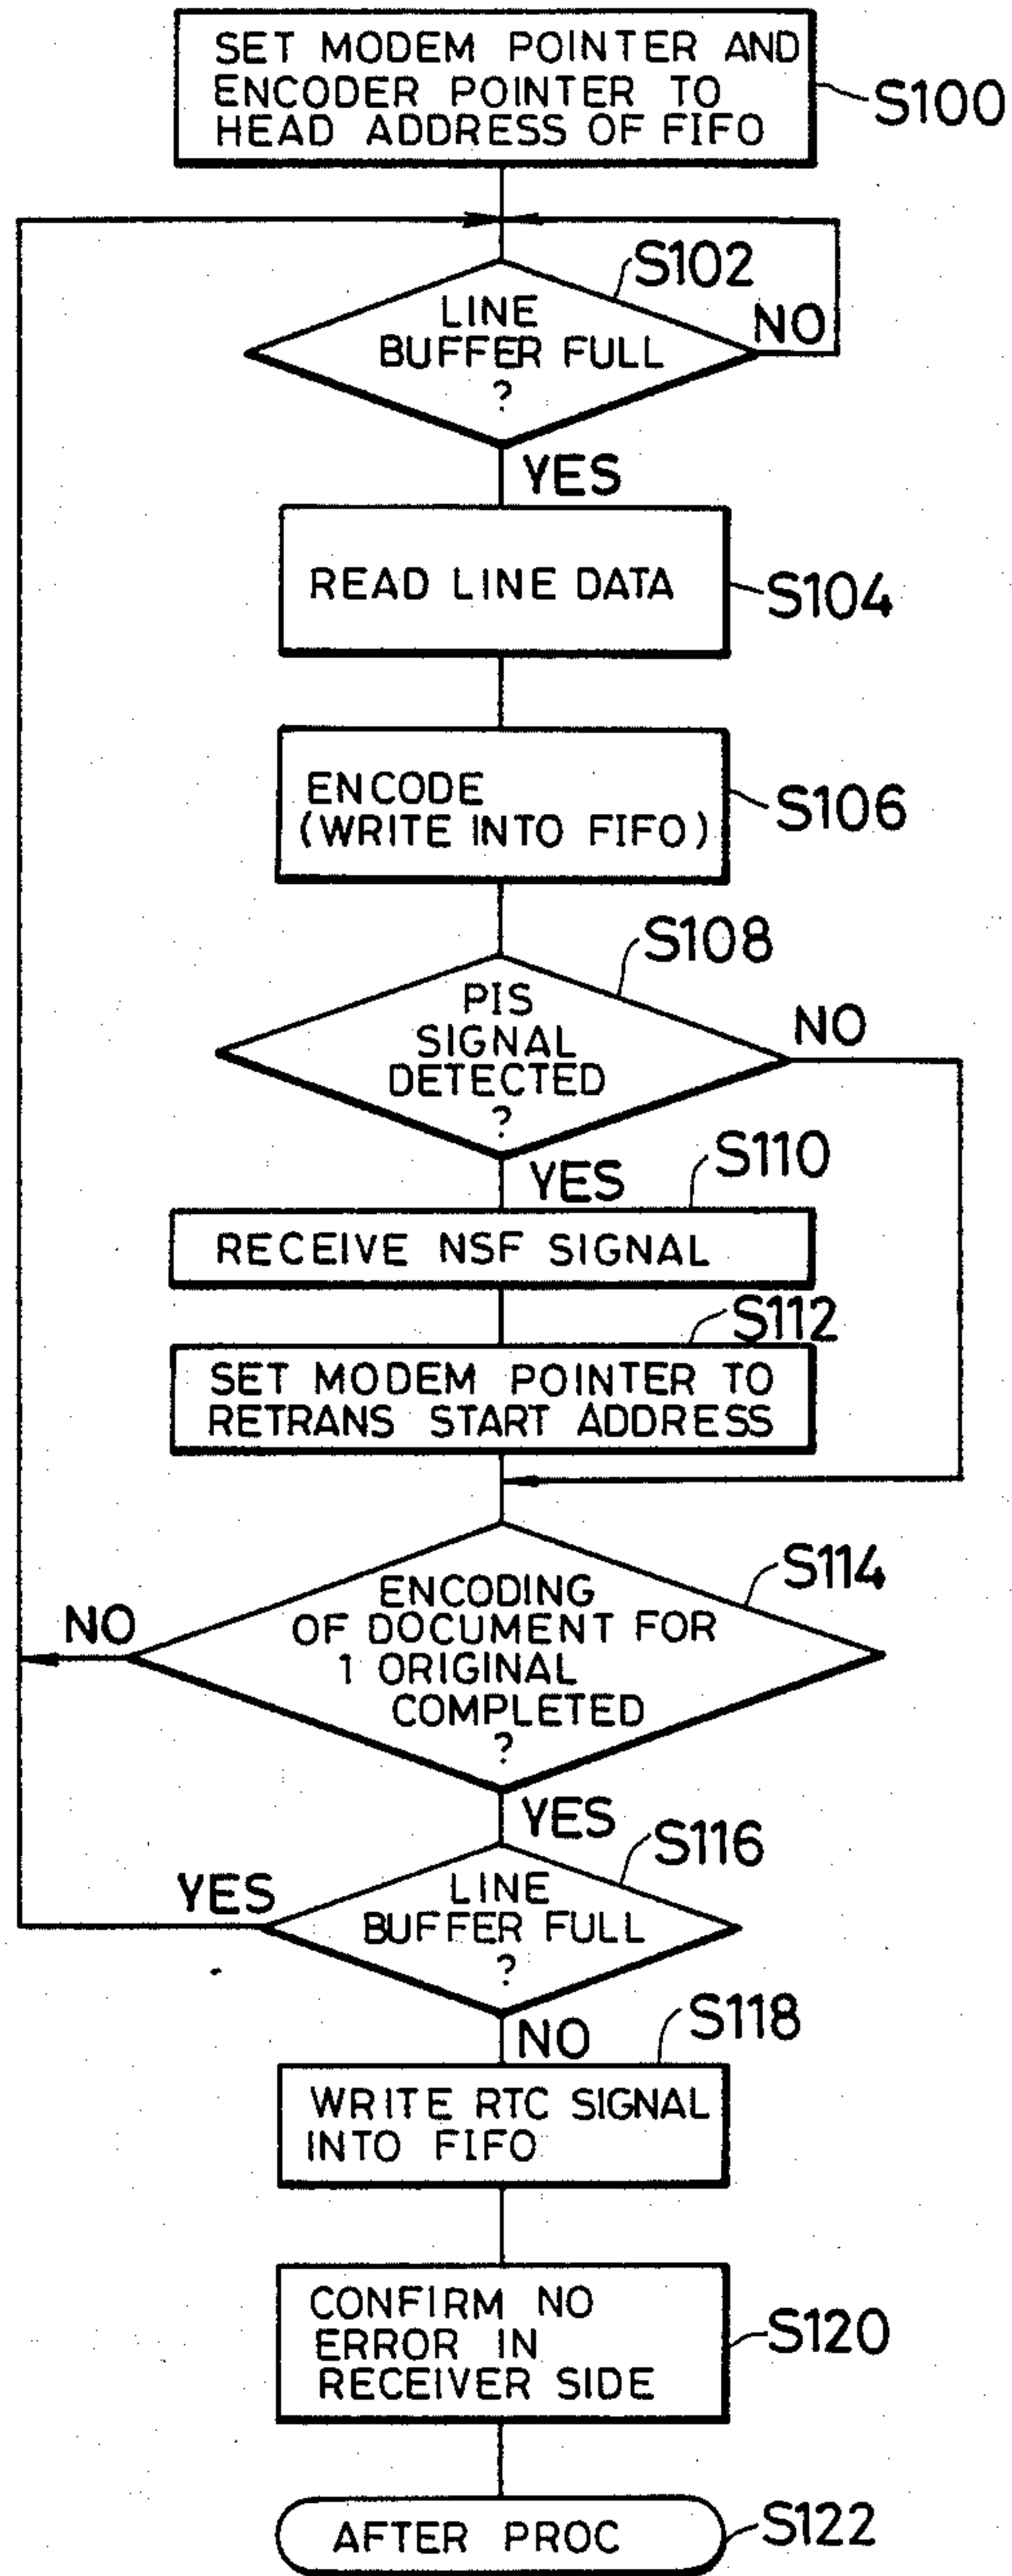 SET MODEM POINTER AND
ENCODER POINTER TO
HEAD ADDRESS OF FIFO
S100
S102
LINE
BUFFER FULL
?
NO
YES
READ LINE DATA
S104
ENCODE
(WRITE INTO FIFO)
S106
S108
PIS
SIGNAL
DETECTED
?
NO
YES
S110
RECEIVE NSF SIGNAL
S112
SET MODEM POINTER TO
RETRANS START ADDRESS
S114
ENCODING
OF DOCUMENT FOR
1 ORIGINAL
COMPLETED
?
NO
YES
S116
LINE
BUFFER FULL
?
YES
NO
S118
WRITE RTC SIGNAL
INTO FIFO
CONFIRM NO
ERROR IN
RECEIVER SIDE
S120
AFTER PROC
S122